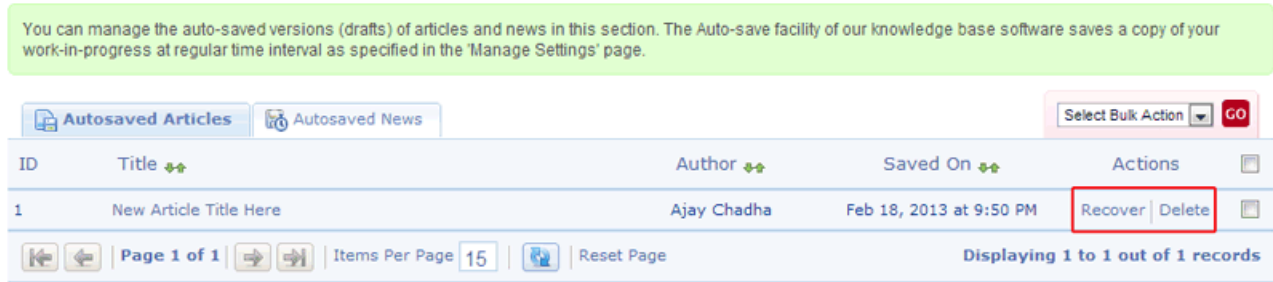 You can manage the auto-saved versions (drafts) of articles and news in this section. The Auto-save facility of our knowledge base software saves a copy of your
work-in-progress at regular time interval as specified in the 'Manage Settings' page.
Autosaved Articles Autosaved News Select Bulk Action GO
ID Title Author Saved On Actions
1 New Article Title Here Ajay Chadha Feb 18, 2013 at 9:50 PM Recover Delete
Page 1 of 1 Items Per Page 15 Reset Page Displaying 1 to 1 out of 1 records